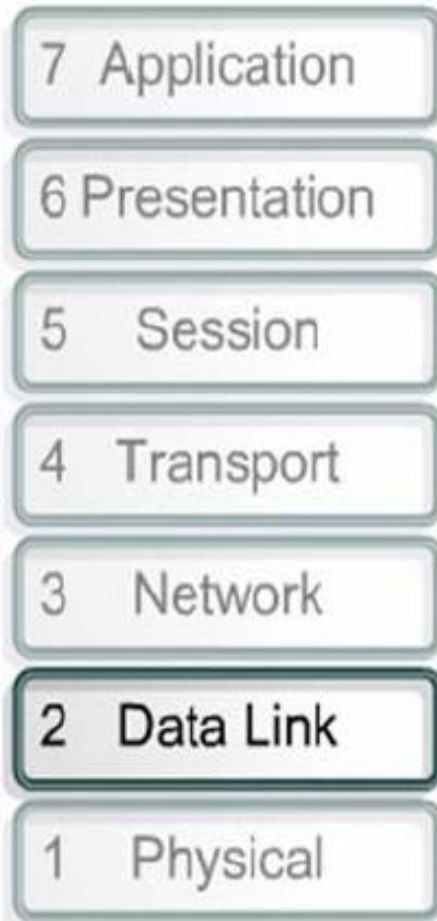 7 Application
6 Presentation
5 Session
4 Transport
3 Network
2 Data Link
1 Physical